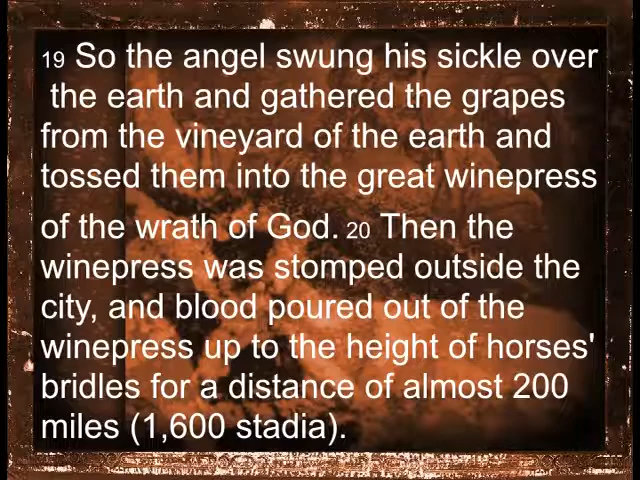 19 So the angel swung his sickle over
the earth and gathered the grapes
from the vineyard of the earth and
tossed them into the great winepress
of the wrath of God. 20 Then the
winepress was stomped outside the
city, and blood poured out of the
winepress up to the height of horses'
bridles for a distance of almost 200
miles (1,600 stadia).